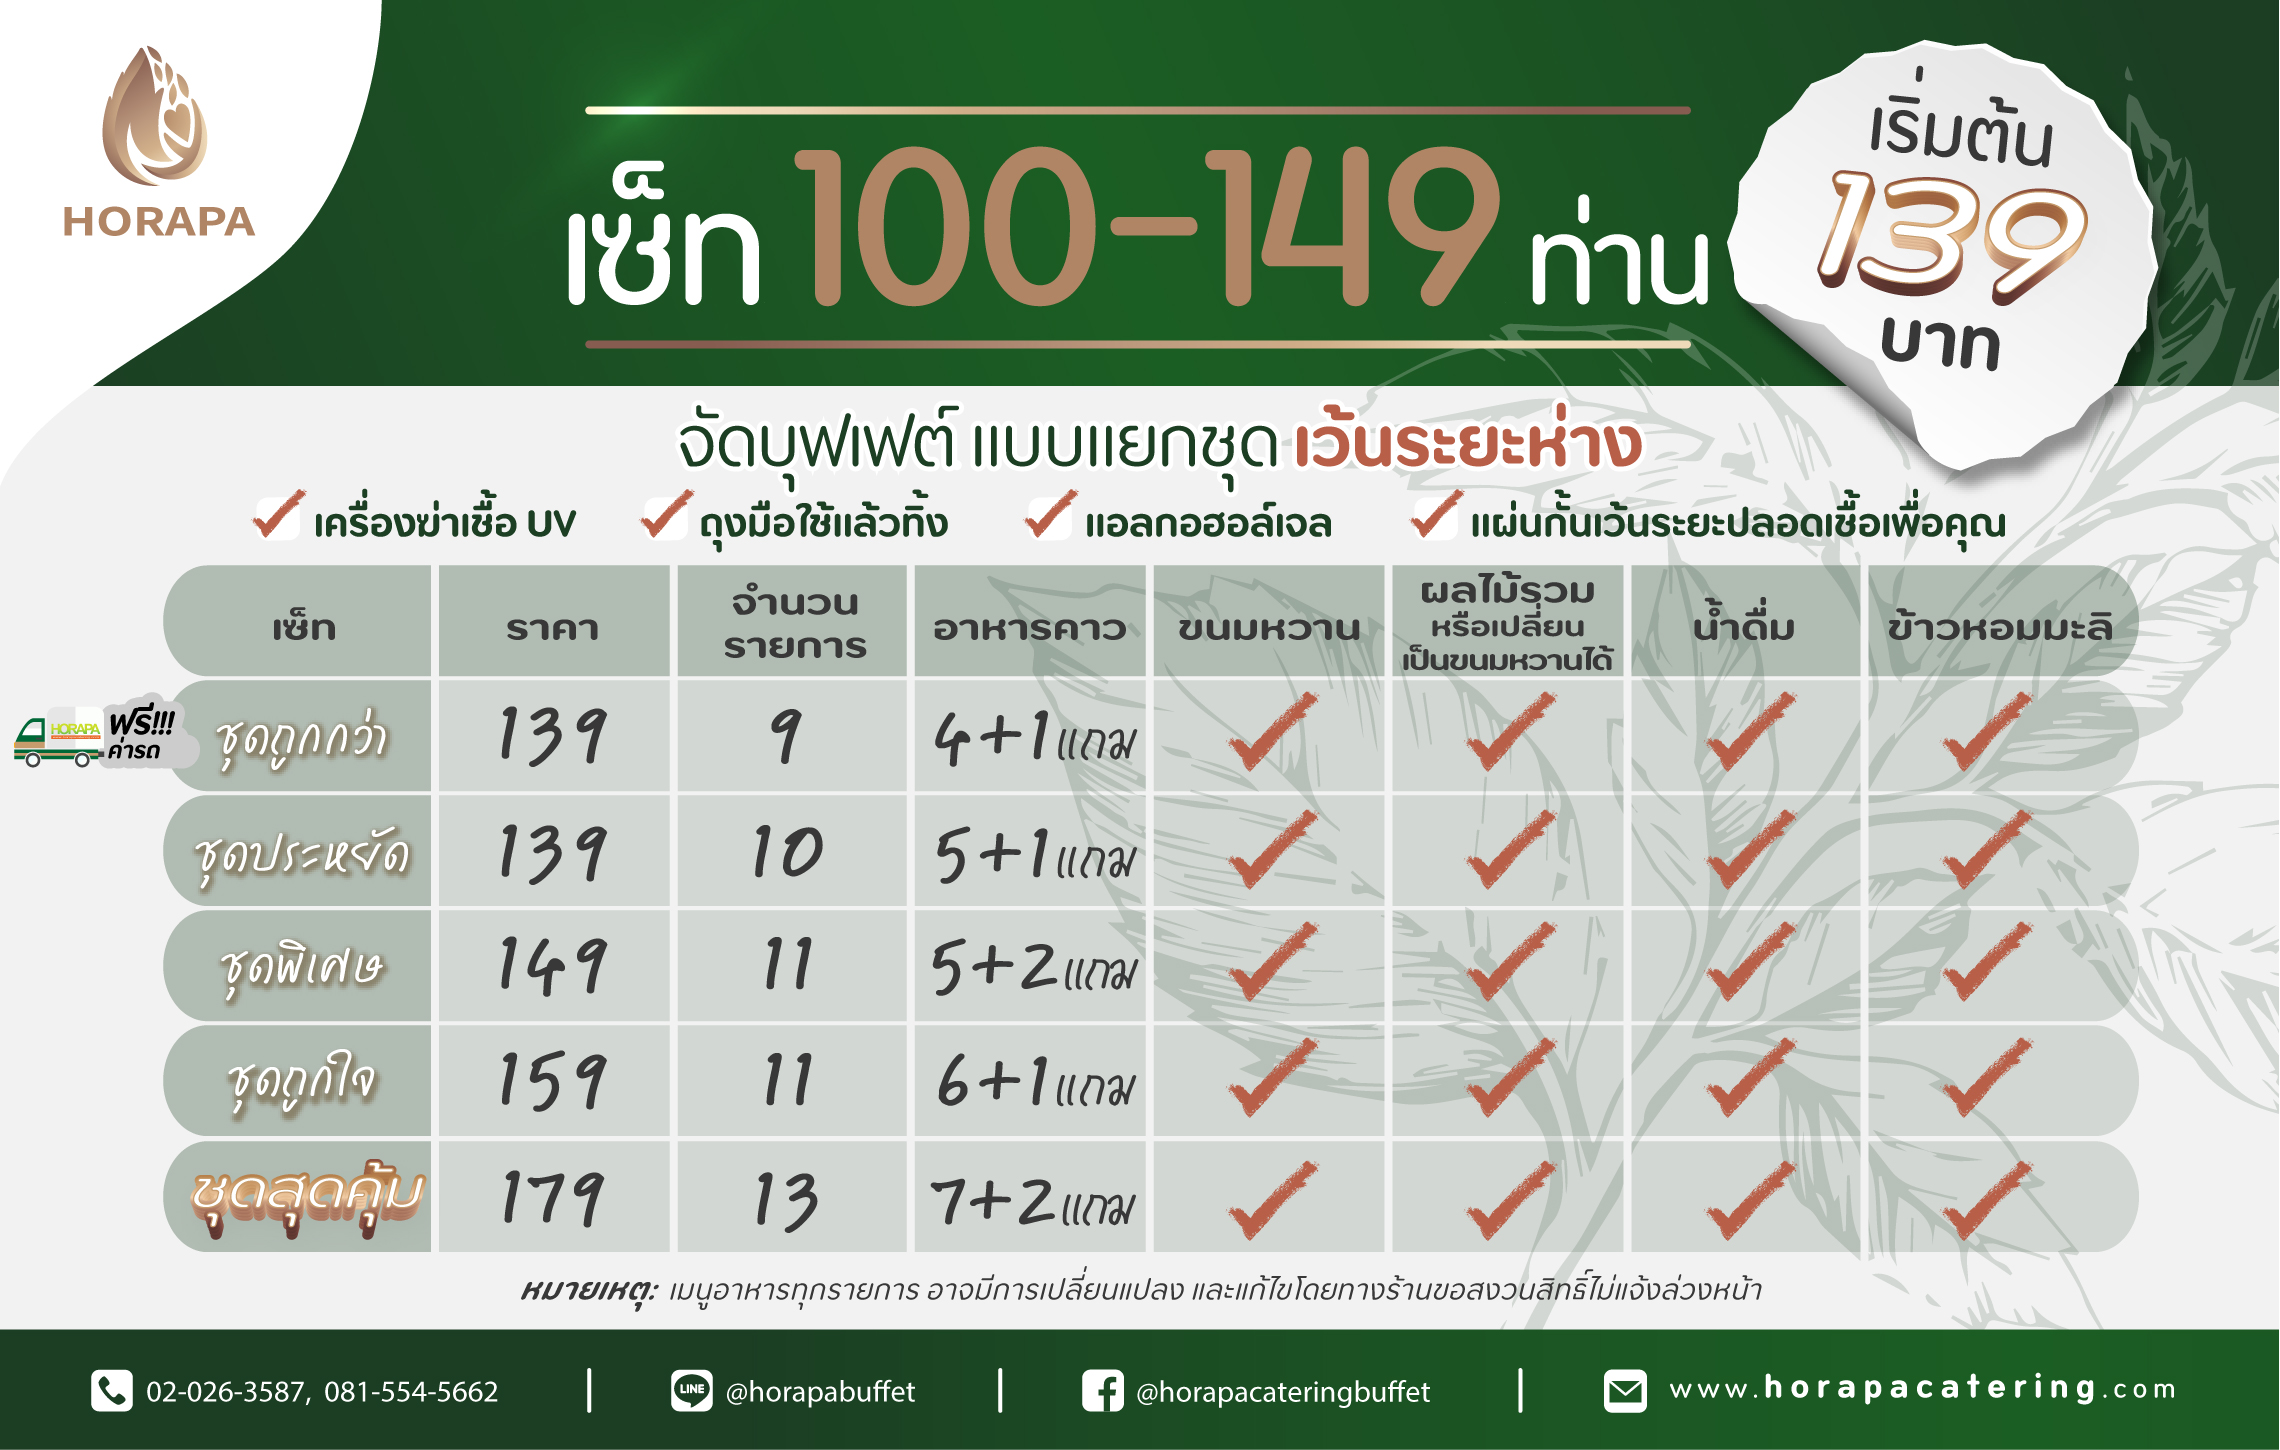 HORAPA
เซ็ท 100-149 ท่าน
เริ่มต้น
139
บาท
จัดบุฟเฟต์ แบบแยกชุด เว้นระยะห่าง
เครื่องฆ่าเชื้อ UV ถุงมือใช้แล้วทิ้ง แอลกอฮอล์เจล แผ่นกั้นเว้นระยะปลอดเชื้อเพื่อคุณ
เซ็ท ราคา จำนวนรายการ อาหารคาว ขนมหวาน ผลไม้รวมหรือเปลี่ยนเป็นขนมหวานได้ น้ำดื่ม ข้าวหอมมะลิ
HORAPA ฟรี!!!
ค่ารถ
ชุดถูกกว่า 139 9 4+1 แถม
ชุดประหยัด 139 10 5+1 แถม
ชุดพิเศษ 149 11 5+2 แถม
ชุดถูกใจ 159 11 6+1 แถม
ชุดสุดคุ้ม 179 13 7+2 แถม
หมายเหตุ: เมนูอาหารทุกรายการ อาจมีการเปลี่ยนแปลง และแก้ไขโดยทางร้านขอสงวนสิทธิ์ไม่แจ้งล่วงหน้า
02-026-3587, 081-554-5662 | LINE @horapabuffet | @horapacateringbuffet | www.horapacatering.com